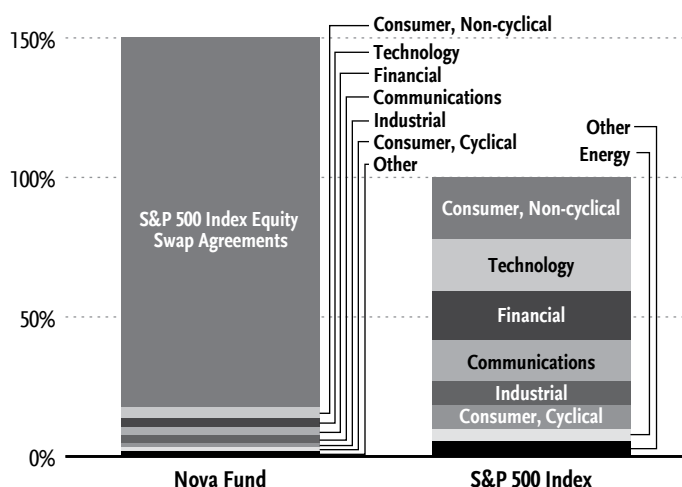 150%
100%
50%
0%
S&P 500 Index Equity
Swap Agreements
Consumer, Non-cyclical
Technology
Financial
Communications
Industrial
Consumer, Cyclical
Other
Other
Energy
Consumer, Non-cyclical
Technology
Financial
Communications
Industrial
Consumer, Cyclical
Nova Fund
S&P 500 Index